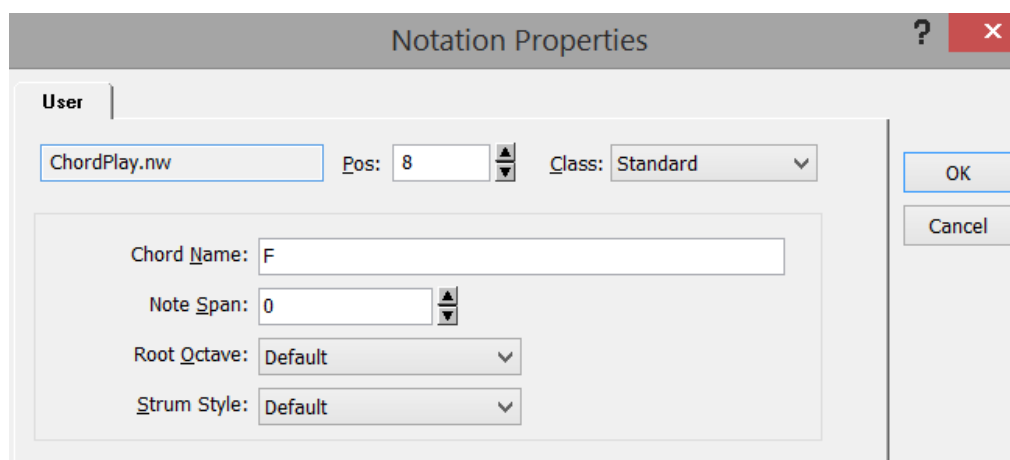 Notation Properties ? ×
User
ChordPlay.nw Pos: 8 Class: Standard
OK
Cancel
Chord Name: F
Note Span: 0
Root Octave: Default
Strum Style: Default